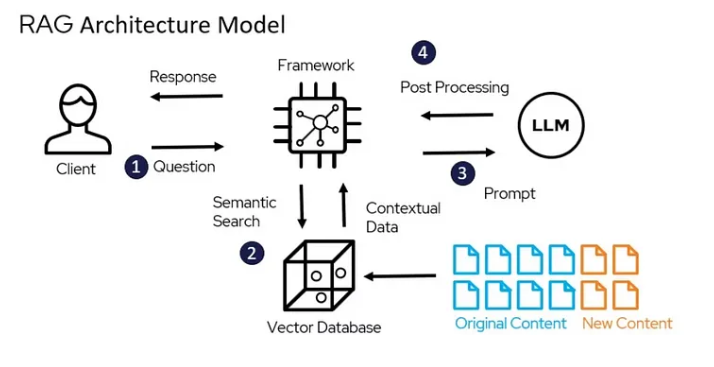 RAG Architecture Model
4
Framework
Response
Post Processing
LLM
Client
1 Question
3
Prompt
Semantic
Search
Contextual
Data
2
Vector Database
Original Content
New Content